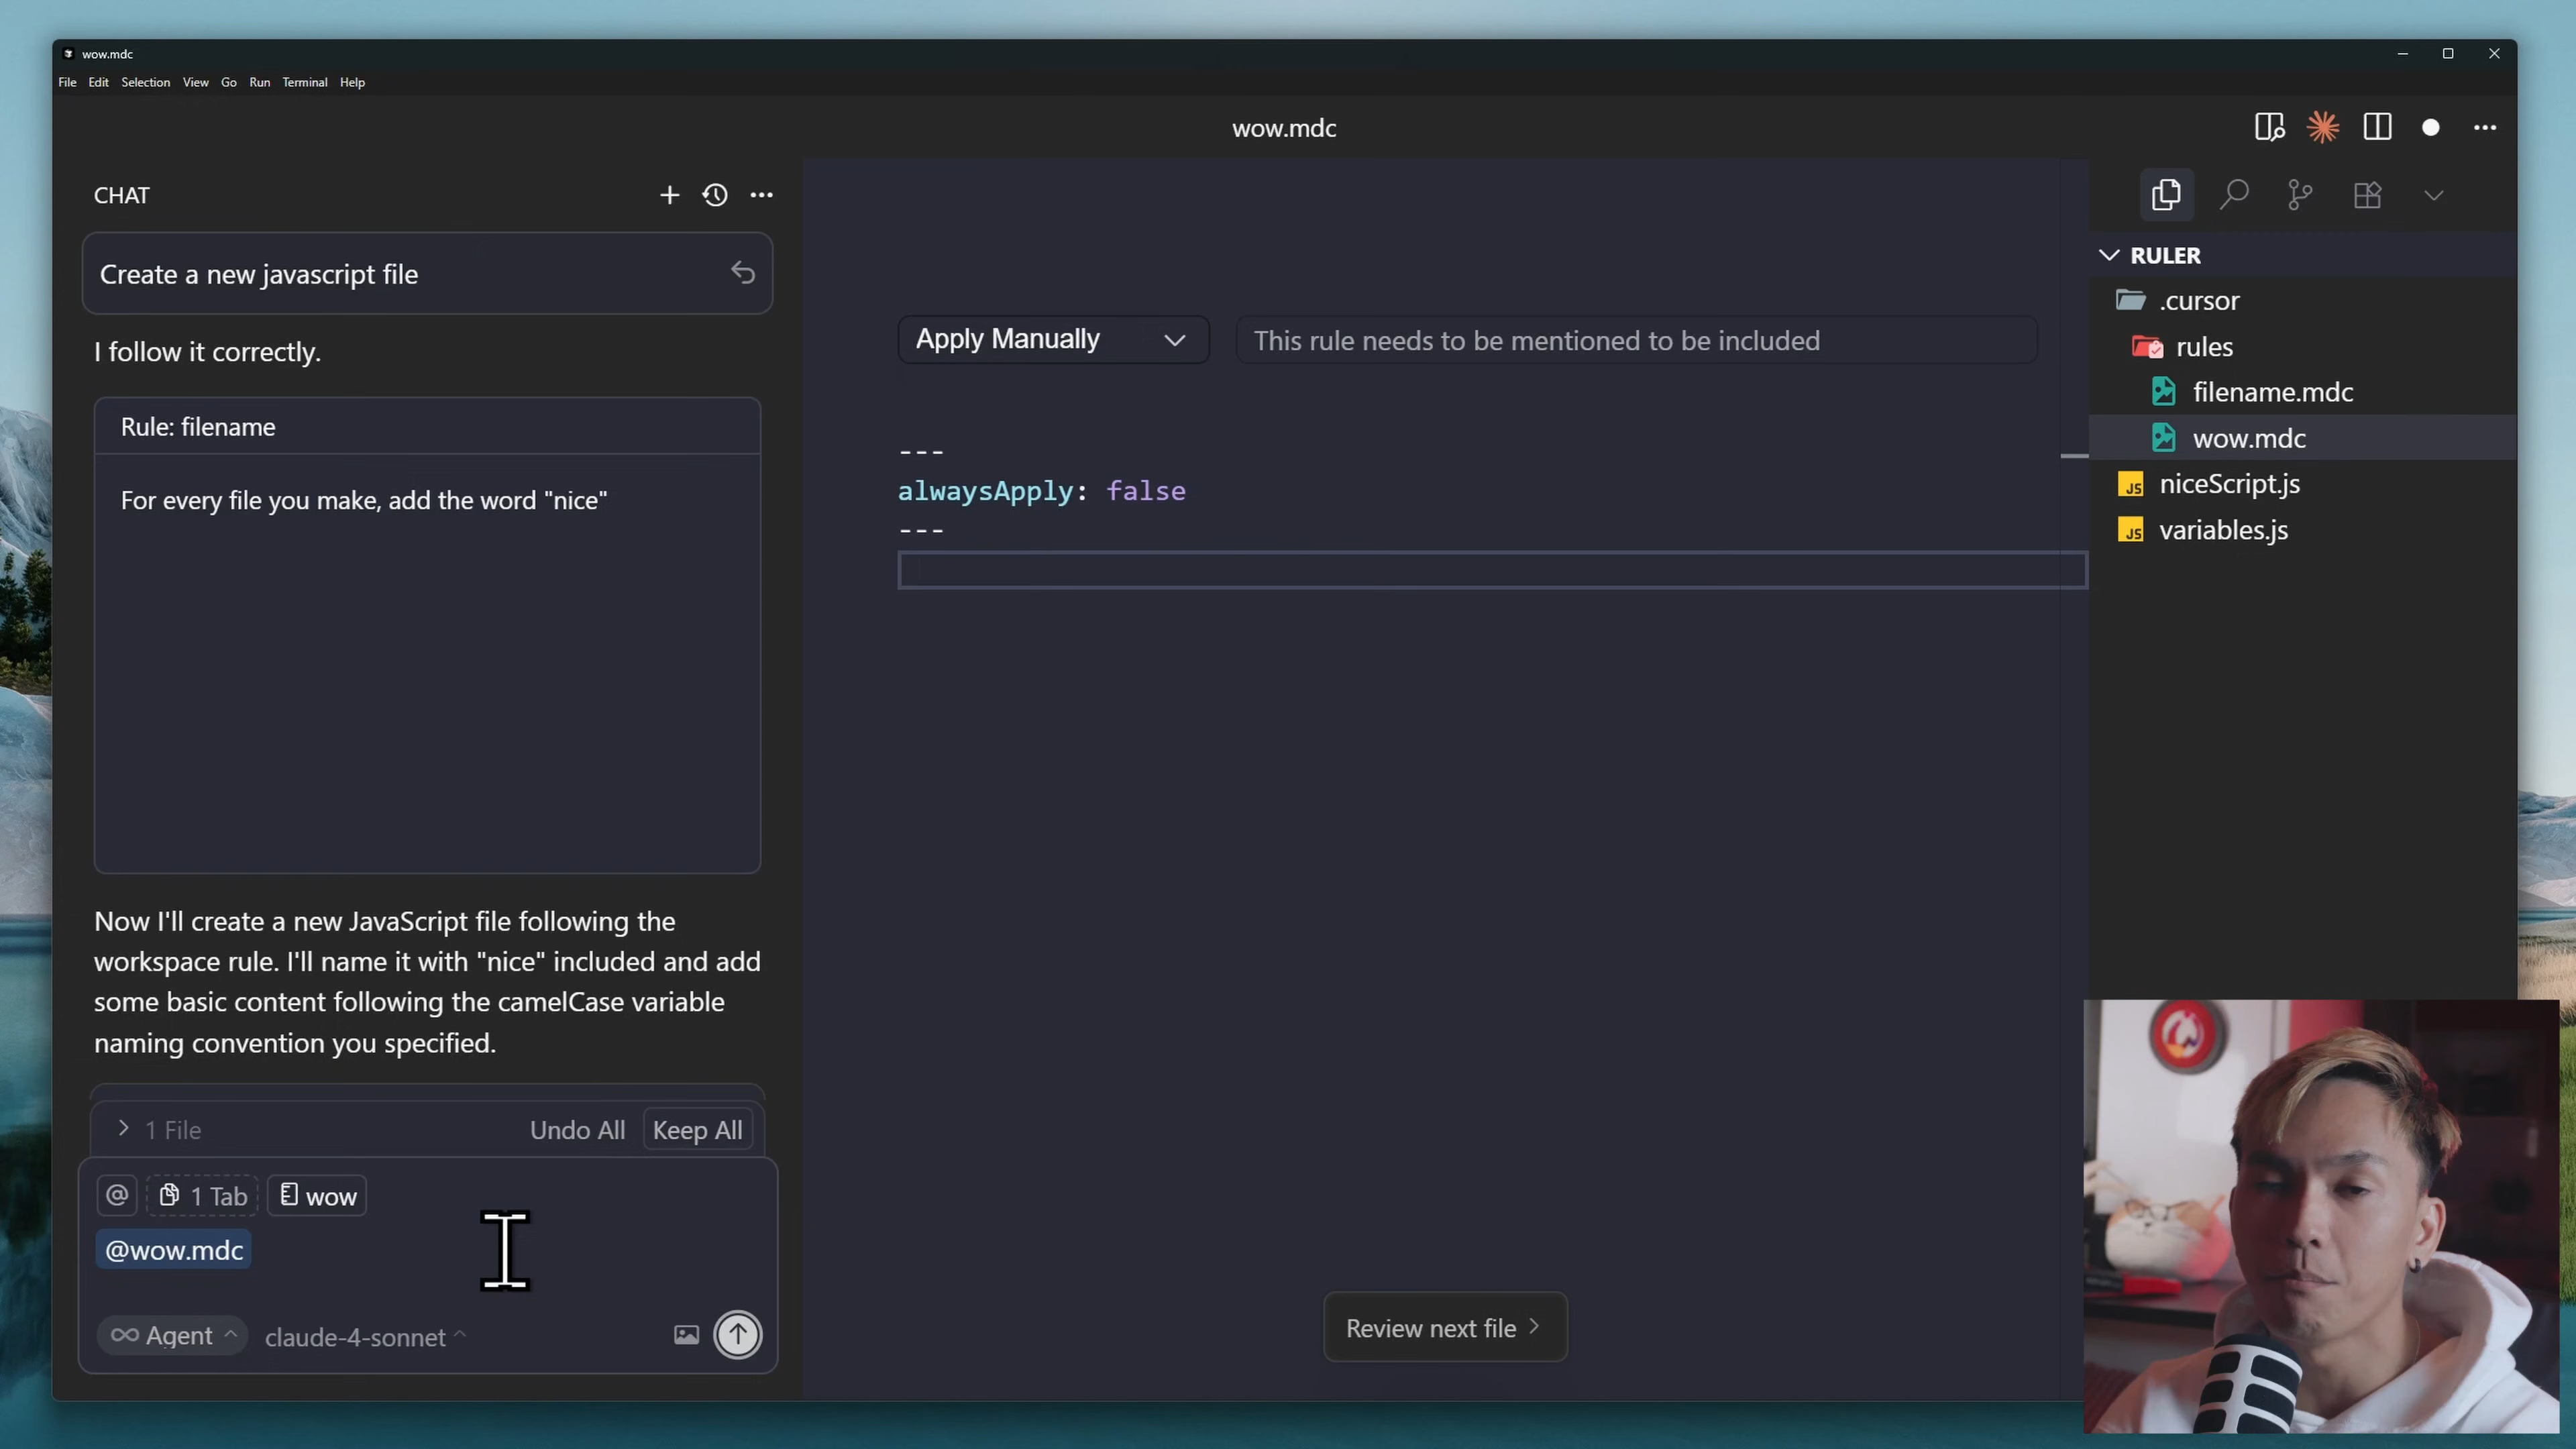 wow.mdc
File Edit Selection View Go Run Terminal Help
wow.mdc
CHAT
Create a new javascript file
I follow it correctly.
Rule: filename
For every file you make, add the word "nice"
Now I'll create a new JavaScript file following the
workspace rule. I'll name it with "nice" included and add
some basic content following the camelCase variable
naming convention you specified.
1 File Undo All Keep All
@ 1 Tab wow
@wow.mdc
Agent claude-4-sonnet
Apply Manually This rule needs to be mentioned to be included
---
alwaysApply: false
---
Review next file
RULER
.cursor
rules
filename.mdc
wow.mdc
JS niceScript.js
JS variables.js